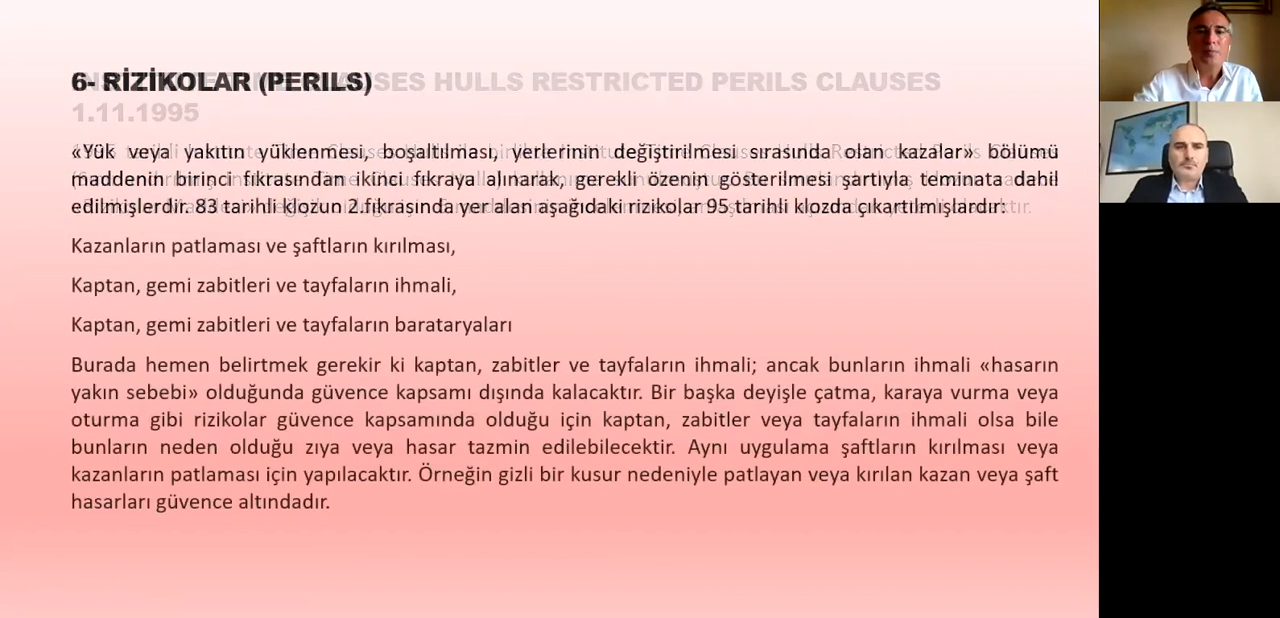 6- RİZİKOLAR (PERILS)
HULLS RESTRICTED PERILS CLAUSES
1.11.1995
«Yük veya yakıtın yüklenmesi, boşaltılması, yerlerinin değiştirilmesi sırasında olan kazalar» bölümü
maddenin birinci fıkrasından ikinci fıkraya alınarak, gerekli özenin gösterilmesi şartıyla teminata dahil
edilmişlerdir. 83 tarihli klozun 2.fıkrasında yer alan aşağıdaki rizikolar 95 tarihli klozda çıkartılmışlardır:
Kazanların patlaması ve şaftların kırılması,
Kaptan, gemi zabitleri ve tayfaların ihmali,
Kaptan, gemi zabitleri ve tayfaların barataryaları
Burada hemen belirtmek gerekir ki kaptan, zabitler ve tayfaların ihmali; ancak bunların ihmali «hasarın
yakın sebebi» olduğunda güvence kapsamı dışında kalacaktır. Bir başka deyişle çatma, karaya vurma veya
oturma gibi rizikolar güvence kapsamında olduğu için kaptan, zabitler veya tayfaların ihmali olsa bile
bunların neden olduğu zıya veya hasar tazmin edilebilecektir. Aynı uygulama şaftların kırılması veya
kazanların patlaması için yapılacaktır. Örneğin gizli bir kusur nedeniyle patlayan veya kırılan kazan veya şaft
hasarları güvence altındadır.